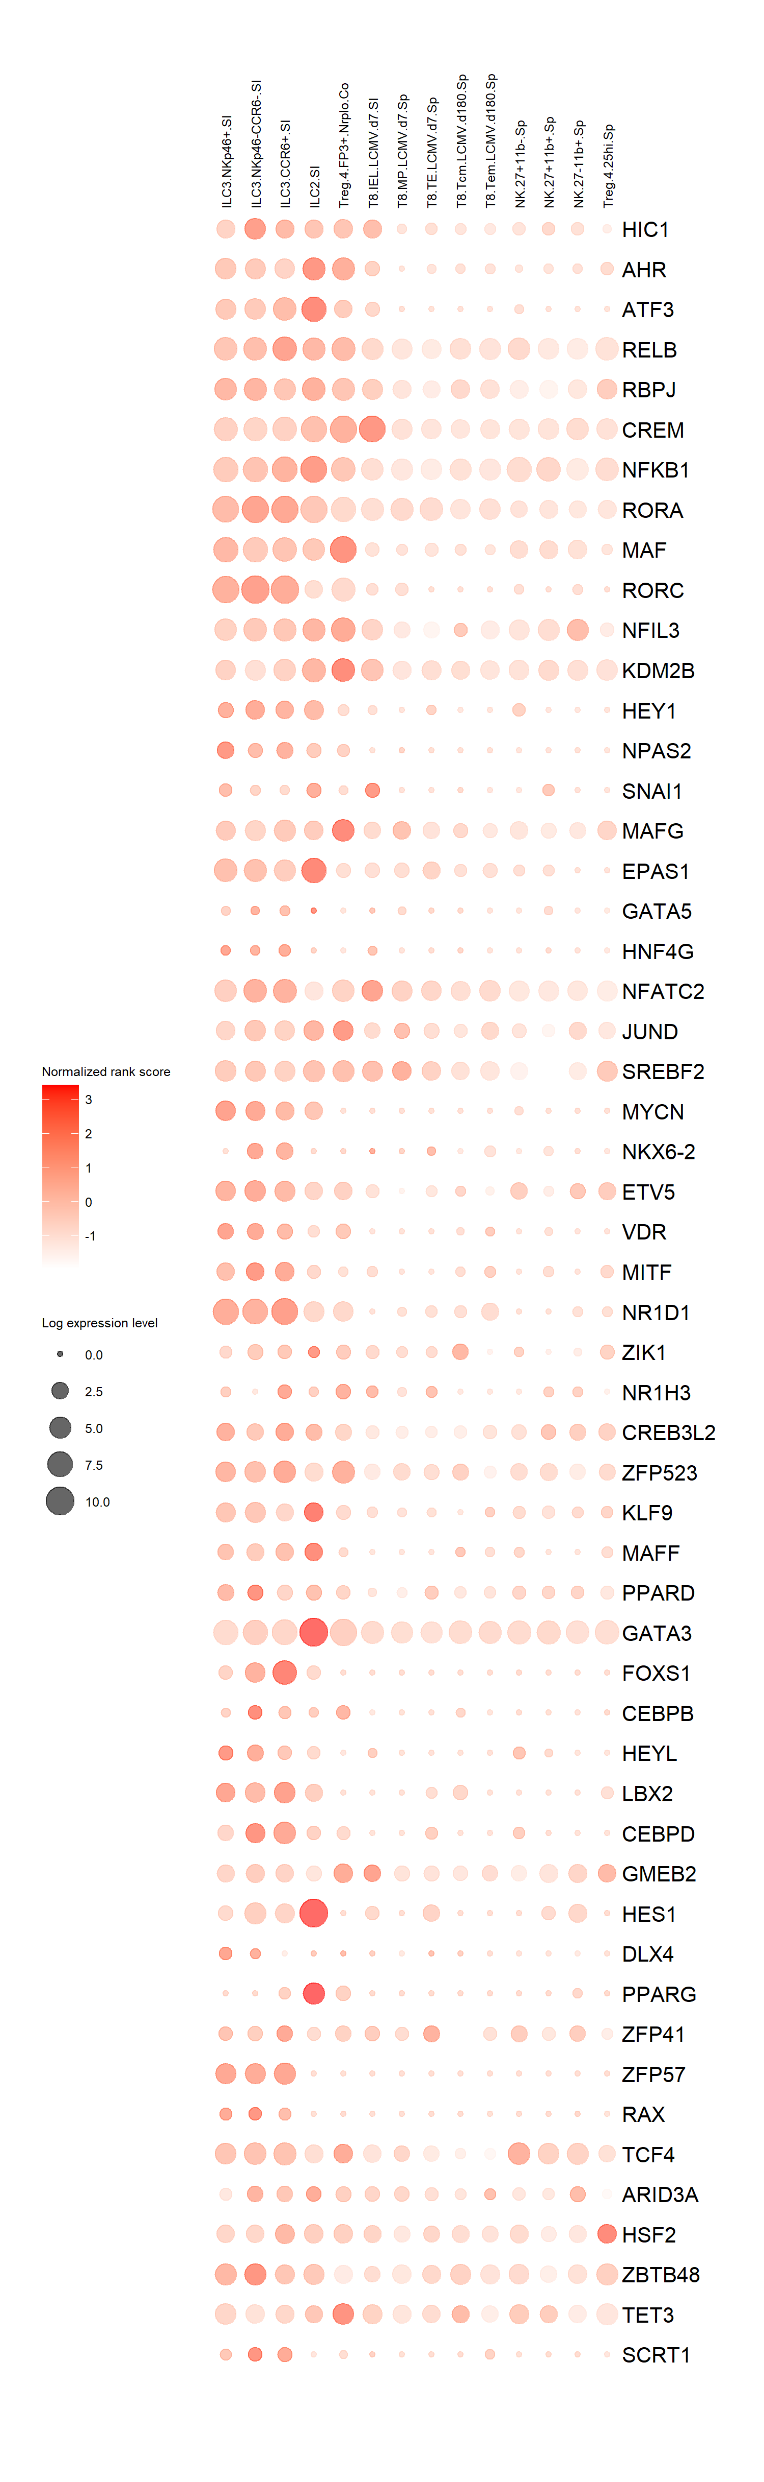 ILC3.NKp46+.SI
ILC3.NKp46-CCR6-.SI
ILC3.CCR6+.SI
ILC2.SI
Treg.4.FP3+.Nrplo.Co
T8.IEL.LCMV.d7.SI
T8.MP.LCMV.d7.Sp
T8.TE.LCMV.d7.Sp
T8.Tcm.LCMV.d180.Sp
T8.Tem.LCMV.d180.Sp
NK.27+11b-.Sp
NK.27+11b+.Sp
NK.27-11b+.Sp
Treg.4.25hi.Sp
HIC1
AHR
ATF3
RELB
RBPJ
CREM
NFKB1
RORA
MAF
RORC
NFIL3
KDM2B
HEY1
NPAS2
SNAI1
MAFG
EPAS1
GATA5
HNF4G
NFATC2
JUND
SREBF2
MYCN
NKX6-2
ETV5
VDR
MITF
NR1D1
ZIK1
NR1H3
CREB3L2
ZFP523
KLF9
MAFF
PPARD
GATA3
FOXS1
CEBPB
HEYL
LBX2
CEBPD
GMEB2
HES1
DLX4
PPARG
ZFP41
ZFP57
RAX
TCF4
ARID3A
HSF2
ZBTB48
TET3
SCRT1
Normalized rank score
3
2
1
0
-1
Log expression level
0.0
2.5
5.0
7.5
10.0